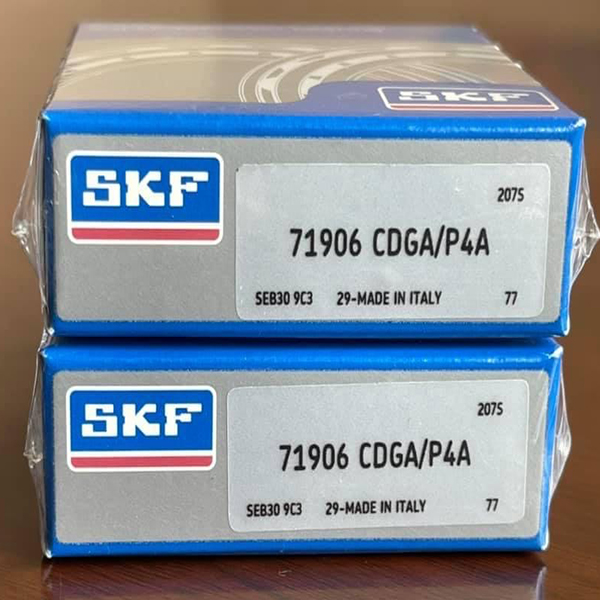 SKF
SKF
2075
71906 CDGA/P4A
SEB30 9C3 29-MADE IN ITALY 77
SKF
2075
71906 CDGA/P4A
SEB30 9C3 29-MADE IN ITALY 77